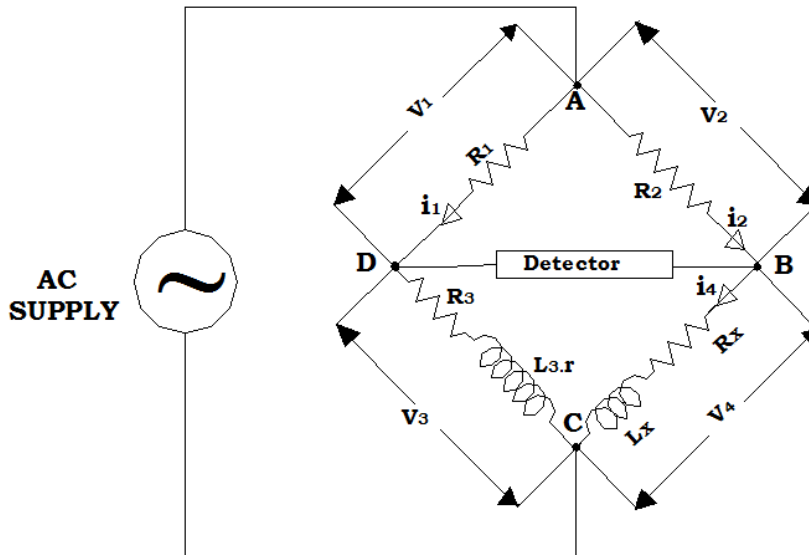 V1
V2
A
R1
R2
i1
i2
D
Detector
B
AC
SUPPLY
R3
i4
L3.r
Rx
V3
C
Lx
V4